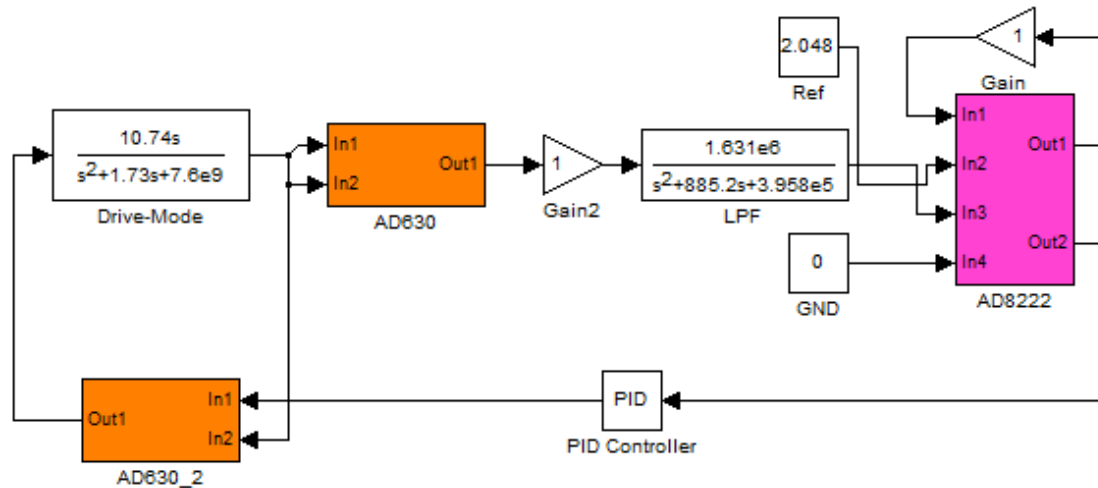 1
Gain
2.048
Ref
10.74s
s²+1.73s+7.6e9
Drive-Mode
In1
In2
Out1
AD630
1
Gain2
1.631e6
s²+885.2s+3.958e5
LPF
In1
In2
In3
In4
Out1
Out2
AD8222
0
GND
Out1
In1
In2
AD630_2
PID
PID Controller